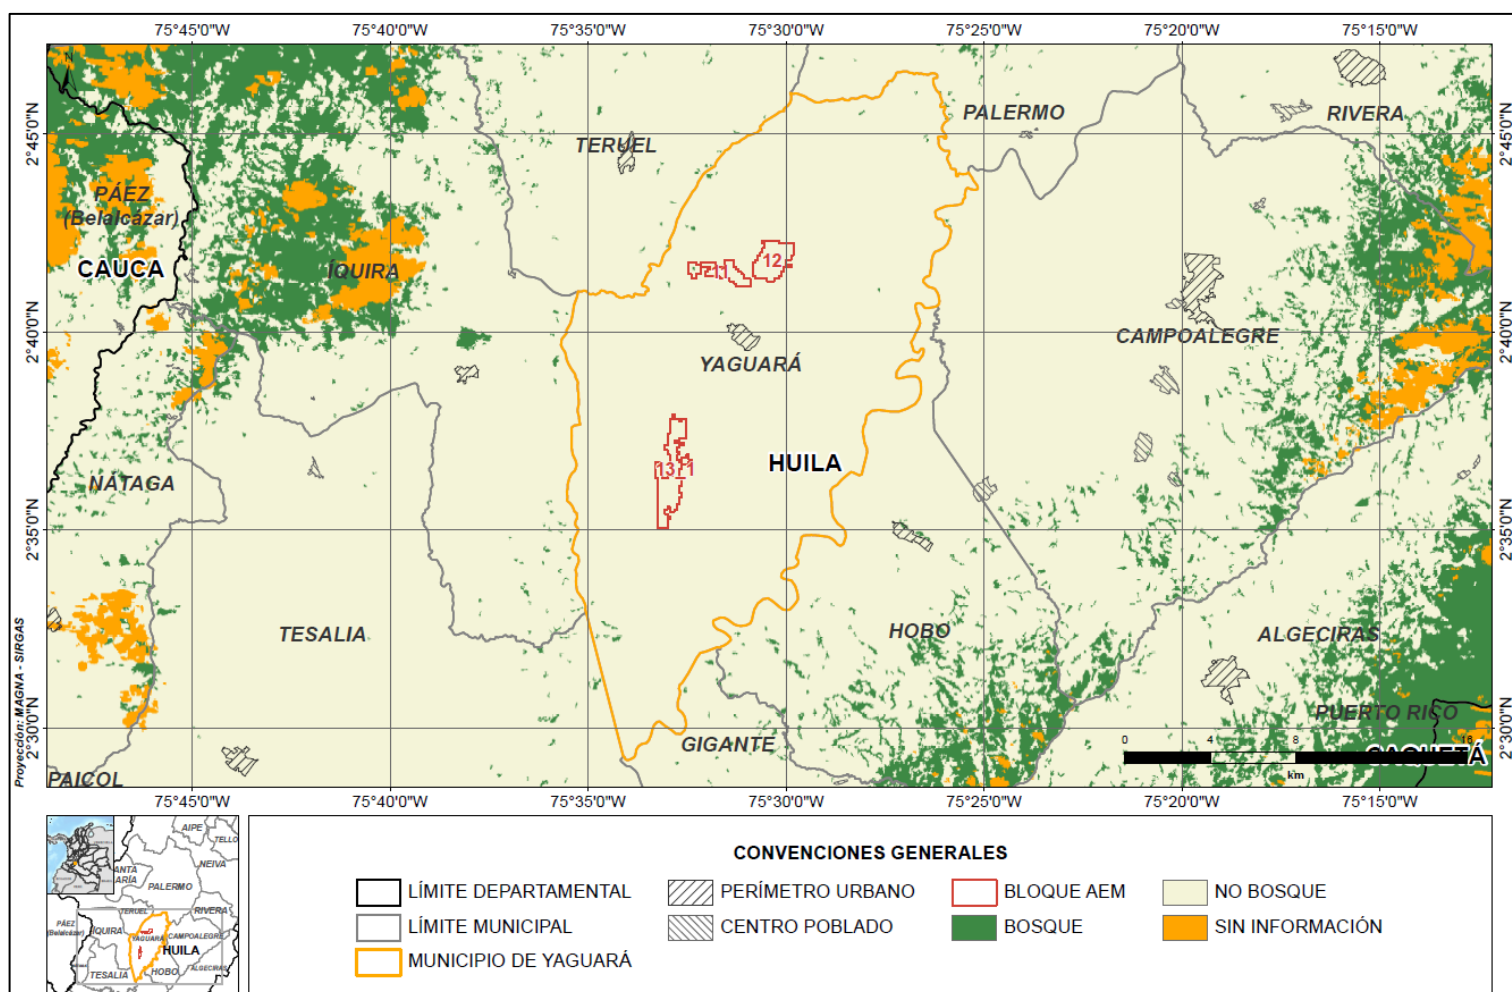 75°45'0"W 75°40'0"W 75°35'0"W 75°30'0"W 75°25'0"W 75°20'0"W 75°15'0"W
2°45'0"N
2°40'0"N
2°35'0"N
2°30'0"N
PALERMO
RIVERA
TERUEL
PÁEZ
(Belalcázar)
CAUCA
ÍQUIRA
12
CAMPOALEGRE
YAGUARÁ
HUILA
NÁTAGA
TESALIA
HOBO
ALGECIRAS
PUERTO RICO
GIGANTE
CAQUETÁ
PAICOL
0 4 8 16
km
2°45'0"N
2°40'0"N
2°35'0"N
2°30'0"N
75°45'0"W 75°40'0"W 75°35'0"W 75°30'0"W 75°25'0"W 75°20'0"W 75°15'0"W
Proyección: MAGNA - SIRGAS
AIPE
TELLO
NEIVA
ANTA
ARÍA
PALERMO
TERUEL
RIVERA
PÁEZ
(Belalcázar)
ÍQUIRA
YAGUARÁ
CAMPOALEGRE
HUILA
TESALIA
HOBO
ALGECIRAS
CONVENCIONES GENERALES
LÍMITE DEPARTAMENTAL
LÍMITE MUNICIPAL
MUNICIPIO DE YAGUARÁ
PERÍMETRO URBANO
CENTRO POBLADO
BLOQUE AEM
BOSQUE
NO BOSQUE
SIN INFORMACIÓN